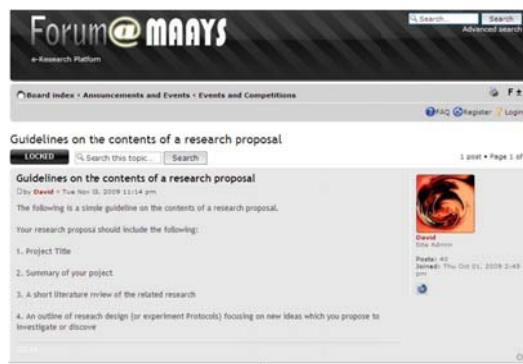 Forum@MAAYS
e-Research Platform
Search... Search
Advanced search
Board index ‹ Announcements and Events ‹ Events and Competitions
FAQ Register Login
Guidelines on the contents of a research proposal
LOCKED Search this topic... Search
1 post • Page 1 of
Guidelines on the contents of a research proposal
by David » Tue Nov 2009 11:14 pm
The following is a simple guideline on the contents of a research proposal.
Your research proposal should include the following:
1. Project Title
2. Summary of your poject
3. A short literature review of the related research
4. An outline of reseach design (or experiment Protocols) focusing on new ideas which you propose to
investigate or discove
David
Site Admin
Posts: 40
Joined: Thu Oct 01, 2009 2:45
pm